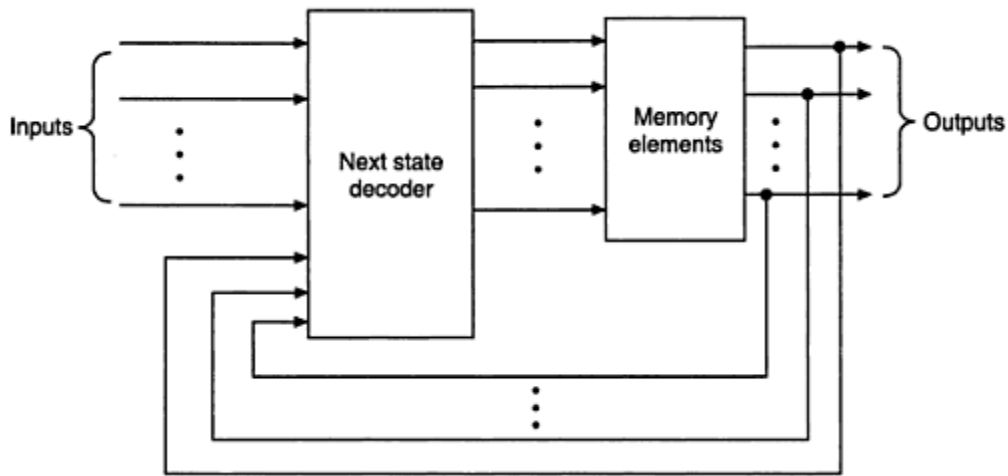 Inputs
Next state
decoder
Memory
elements
Outputs